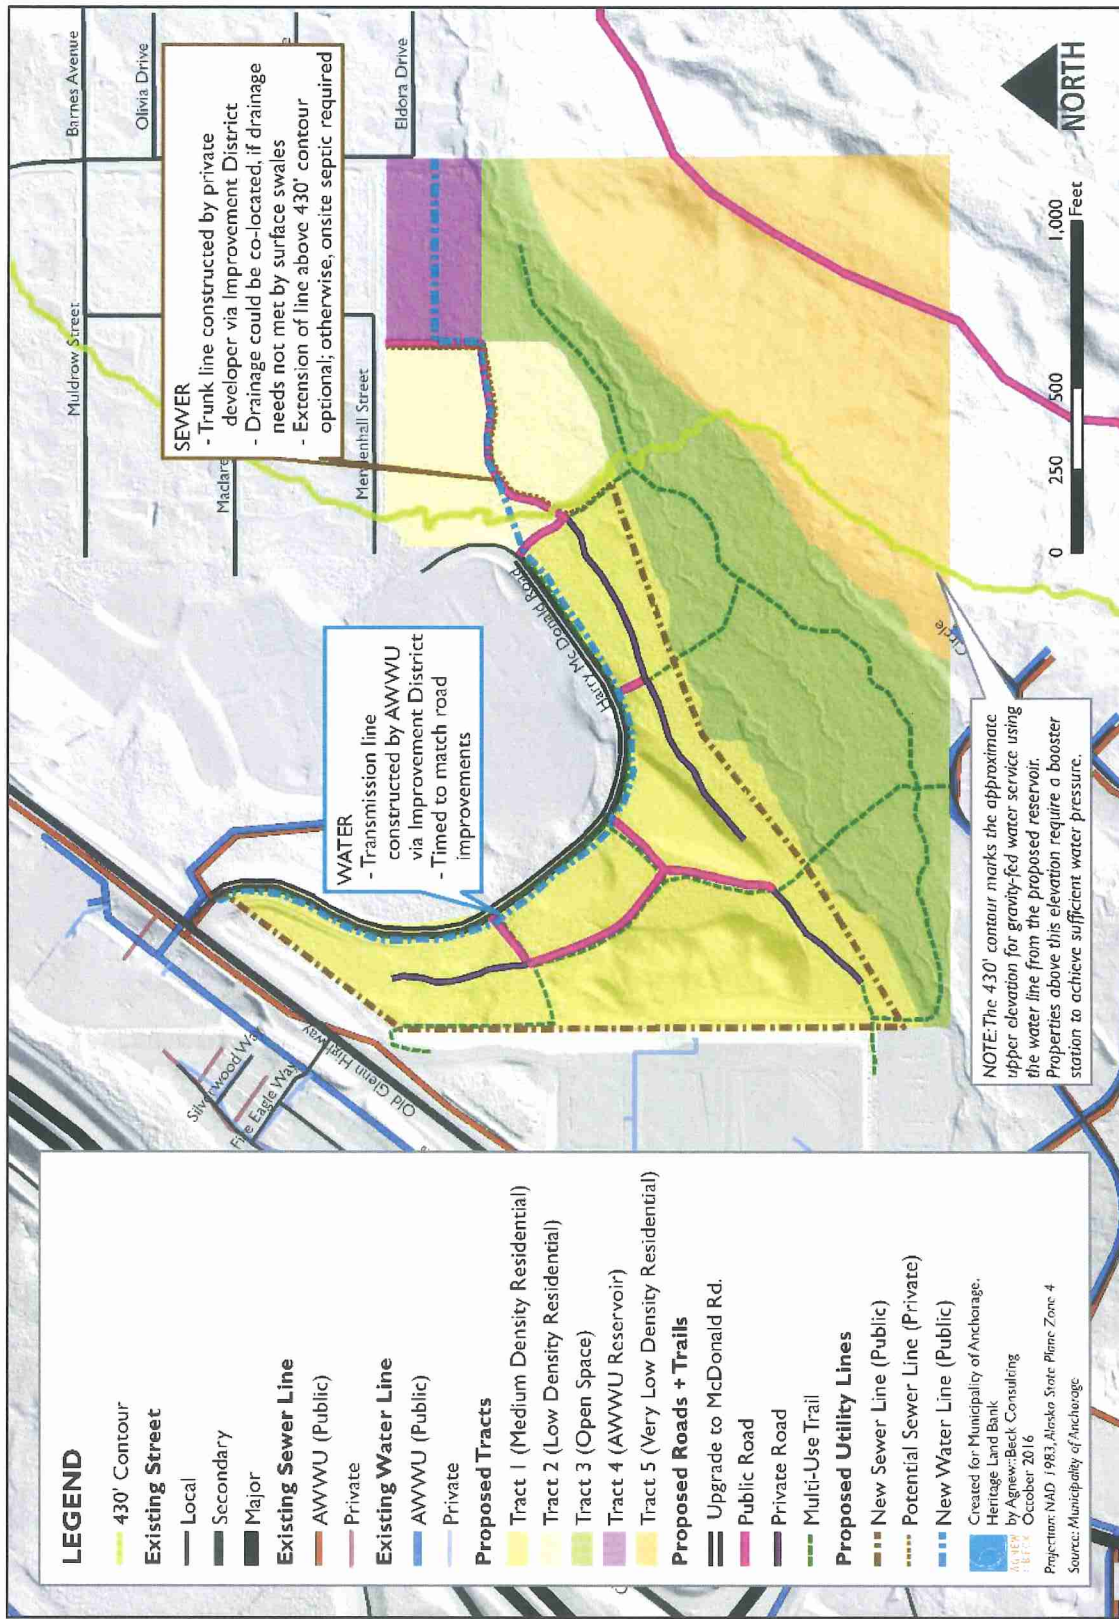 LEGEND
430' Contour
Existing Street
Local
Secondary
Major
Existing Sewer Line
AWWU (Public)
Private
Existing Water Line
AWWU (Public)
Private
Proposed Tracts
Tract 1 (Medium Density Residential)
Tract 2 (Low Density Residential)
Tract 3 (Open Space)
Tract 4 (AWWU Reservoir)
Tract 5 (Very Low Density Residential)
Proposed Roads + Trails
Upgrade to McDonald Rd.
Public Road
Private Road
Multi-Use Trail
Proposed Utility Lines
New Sewer Line (Public)
Potential Sewer Line (Private)
New Water Line (Public)
Created for Municipality of Anchorage,
Heritage Land Bank
by Agnew::Beck Consulting
October 2016
AGNEW
::BECK
Projection: NAD 1983, Alaska State Plane Zone 4
Source: Municipality of Anchorage
Silverwood Wa
Fire Eagle Way
Old Glenn Highway
WATER
- Transmission line
constructed by AWWU
via Improvement District
- Timed to match road
improvements
Harry McDonald Road
SEWER
- Trunk line constructed by private
developer via Improvement District
- Drainage could be co-located, if drainage
needs not met by surface swales
- Extension of line above 430' contour
optional; otherwise, onsite septic required
Muldrow Street
Maclare
Mendenhall Street
Barnes Avenue
Olivia Drive
e
Eldora Drive
Circle
NOTE: The 430' contour marks the approximate
upper elevation for gravity-fed water service using
the water line from the proposed reservoir.
Properties above this elevation require a booster
station to achieve sufficient water pressure.
0 250 500 1,000
Feet
NORTH